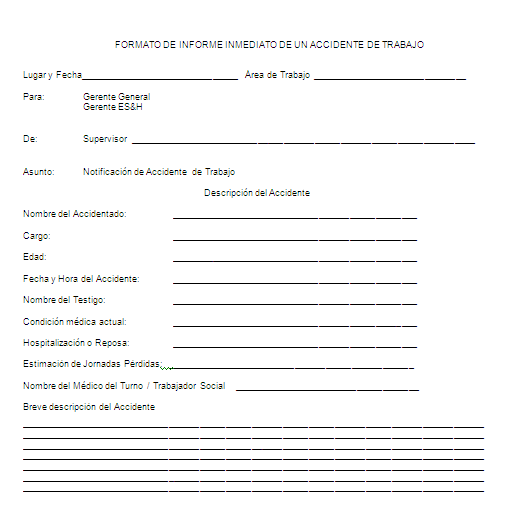 FORMATO DE INFORME INMEDIATO DE UN ACCIDENTE DE TRABAJO
Lugar y Fecha Área de Trabajo
Para: Gerente General
Gerente ES&H
De: Supervisor
Asunto: Notificación de Accidente de Trabajo
Descripción del Accidente
Nombre del Accidentado:
Cargo:
Edad:
Fecha y Hora del Accidente:
Nombre del Testigo:
Condición médica actual:
Hospitalización o Reposa:
Estimación de Jornadas Pérdidas:
Nombre del Médico del Turno / Trabajador Social
Breve descripción del Accidente